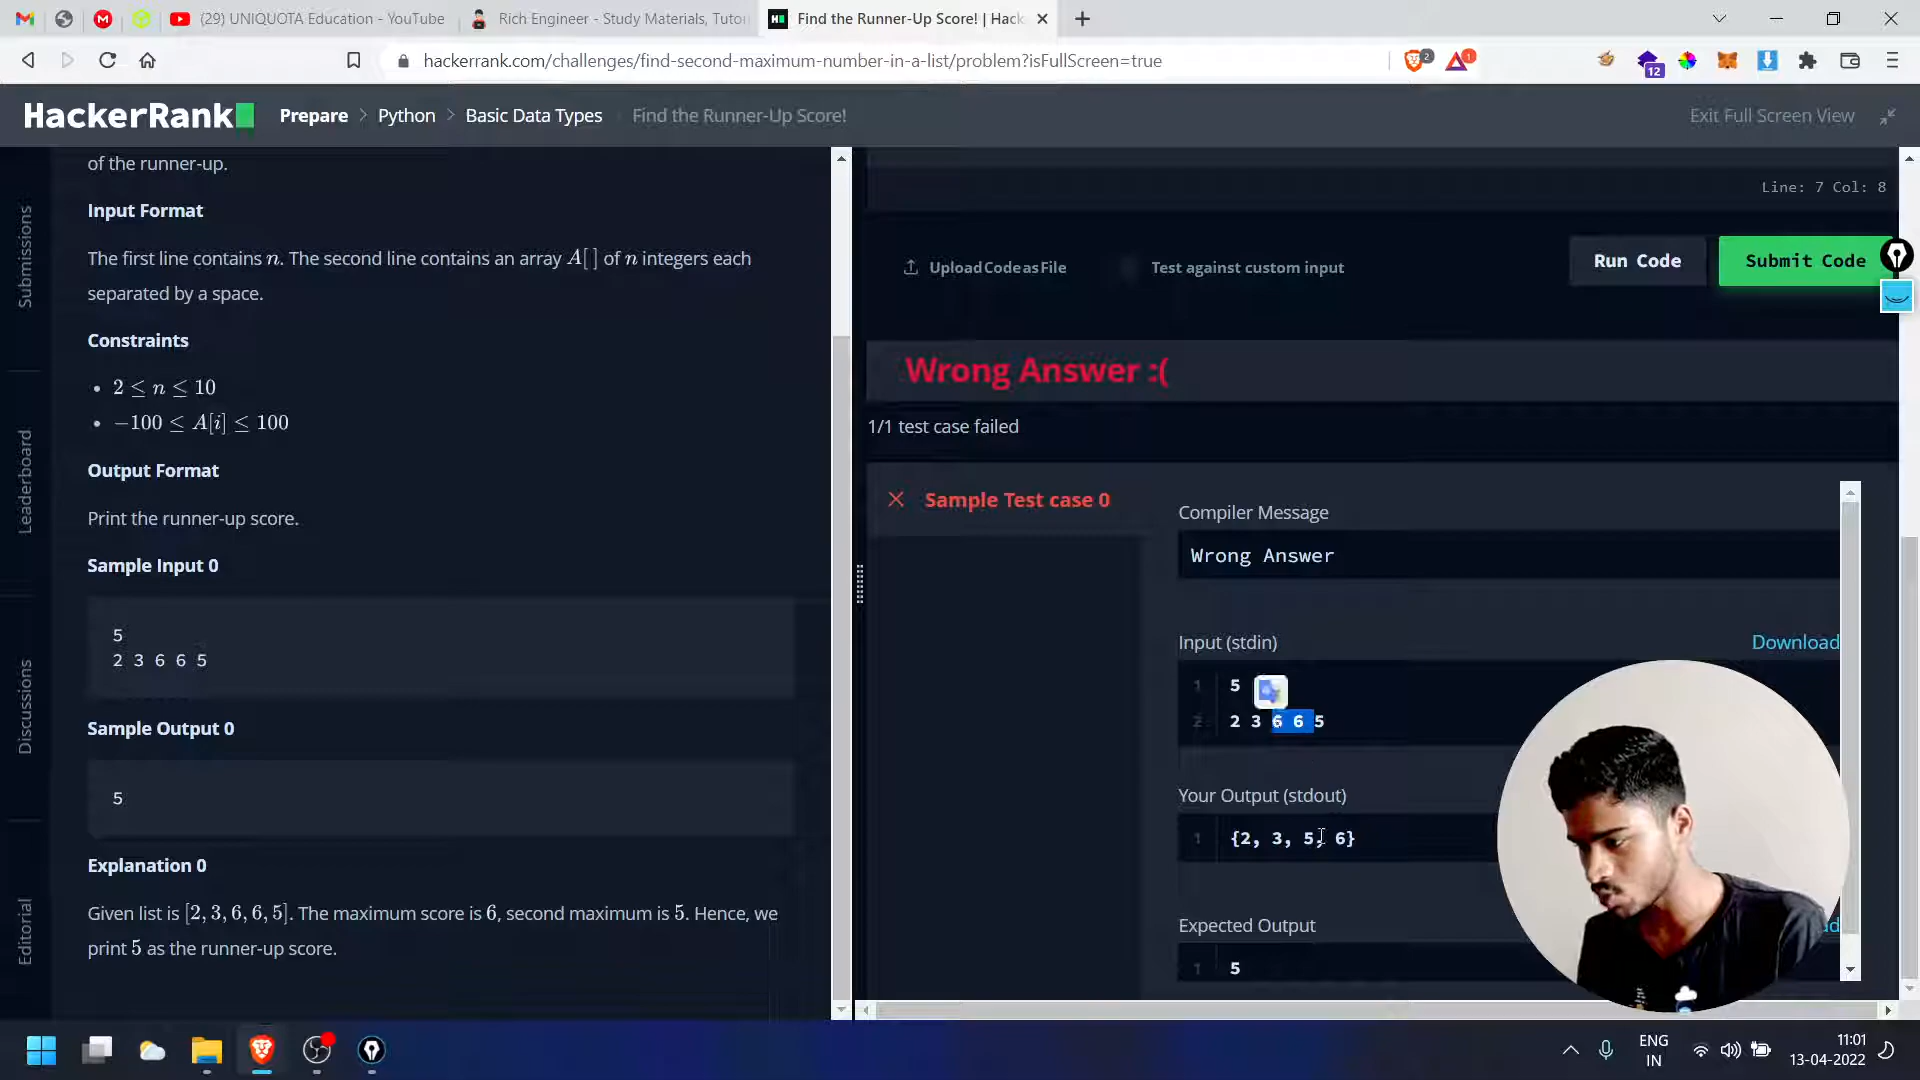 (29) UNIQUOTA Education - YouTube
Rich Engineer - Study Materials, Tutor
Find the Runner-Up Score! | Hack
hackerrank.com/challenges/find-second-maximum-number-in-a-list/problem?isFullScreen=true
2
1
12
HackerRank
Prepare > Python > Basic Data Types
Find the Runner-Up Score!
Exit Full Screen View
Submissions
Leaderboard
Discussions
Editorial
of the runner-up.
Input Format
The first line contains n. The second line contains an array A[] of n integers each
separated by a space.
Constraints
• 2 ≤ n ≤ 10
• −100 ≤ A[i] ≤ 100
Output Format
Print the runner-up score.
Sample Input 0
5
2 3 6 6 5
Sample Output 0
5
Explanation 0
Given list is [2, 3, 6, 6, 5]. The maximum score is 6, second maximum is 5. Hence, we
print 5 as the runner-up score.
Line: 7 Col: 8
Upload Code as File
Test against custom input
Run Code
Submit Code
Wrong Answer :(
1/1 test case failed
Sample Test case 0
Compiler Message
Wrong Answer
Input (stdin)
Download
1 5
2 2 3 6 6 5
Your Output (stdout)
1 {2, 3, 5, 6}
Expected Output
ad
1 5
ENG
IN
11:01
13-04-2022